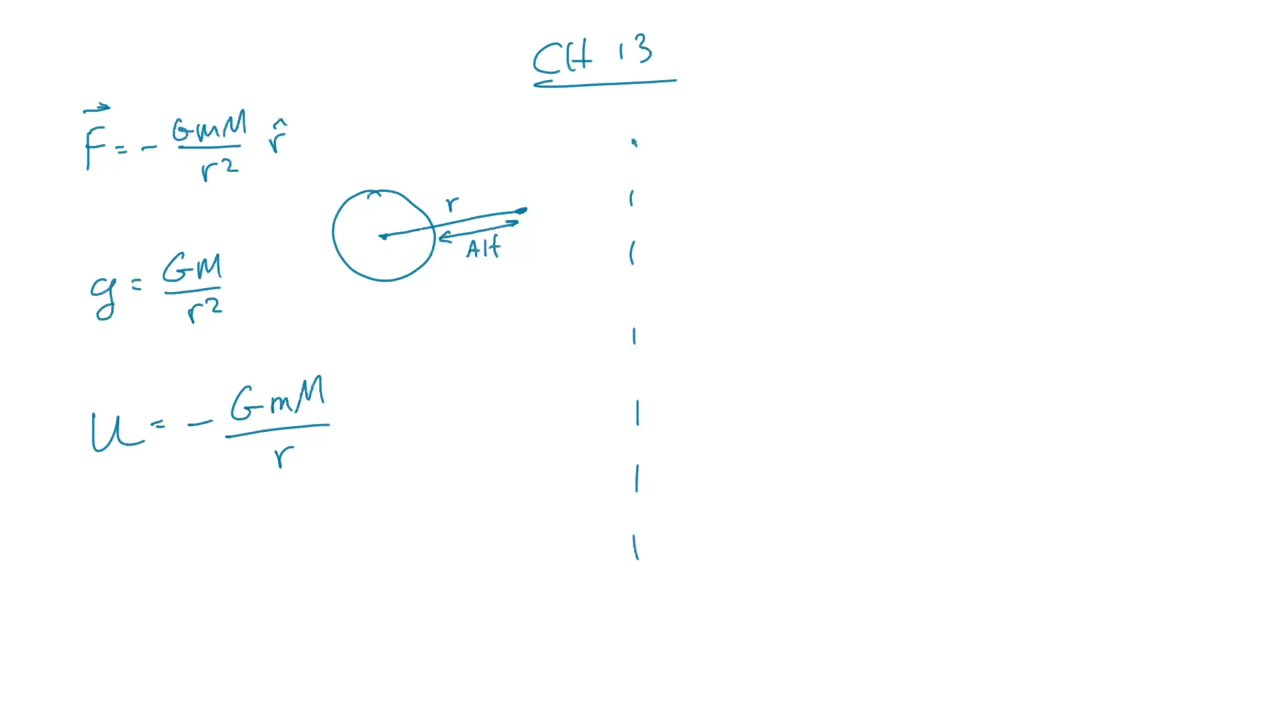 CH 13
F⃗ = - GmM/r² r̂
r
Alt
g = GM/r²
U = - GmM/r